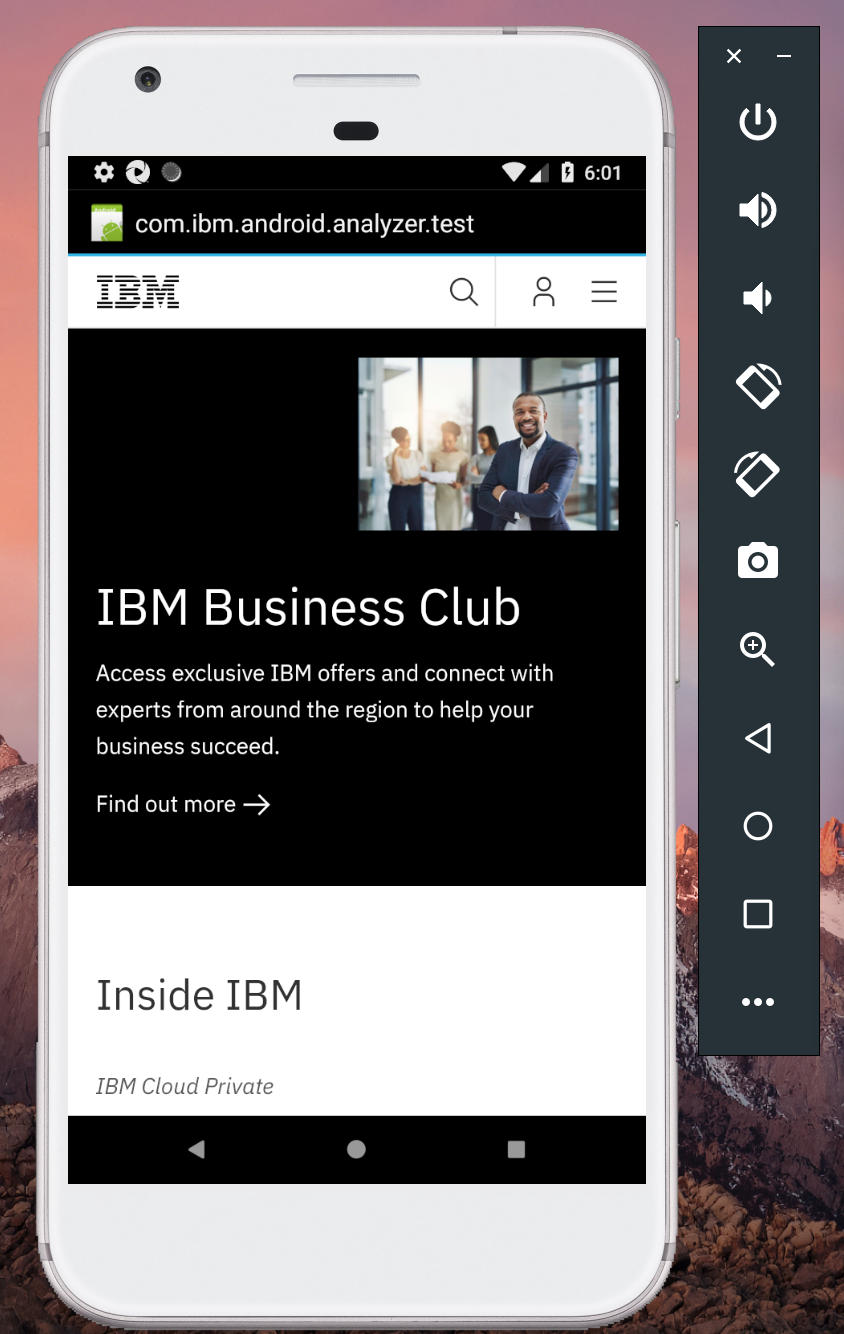 6:01
com.ibm.android.analyzer.test
IBM
IBM Business Club
Access exclusive IBM offers and connect with
experts from around the region to help your
business succeed.
Find out more →
Inside IBM
IBM Cloud Private